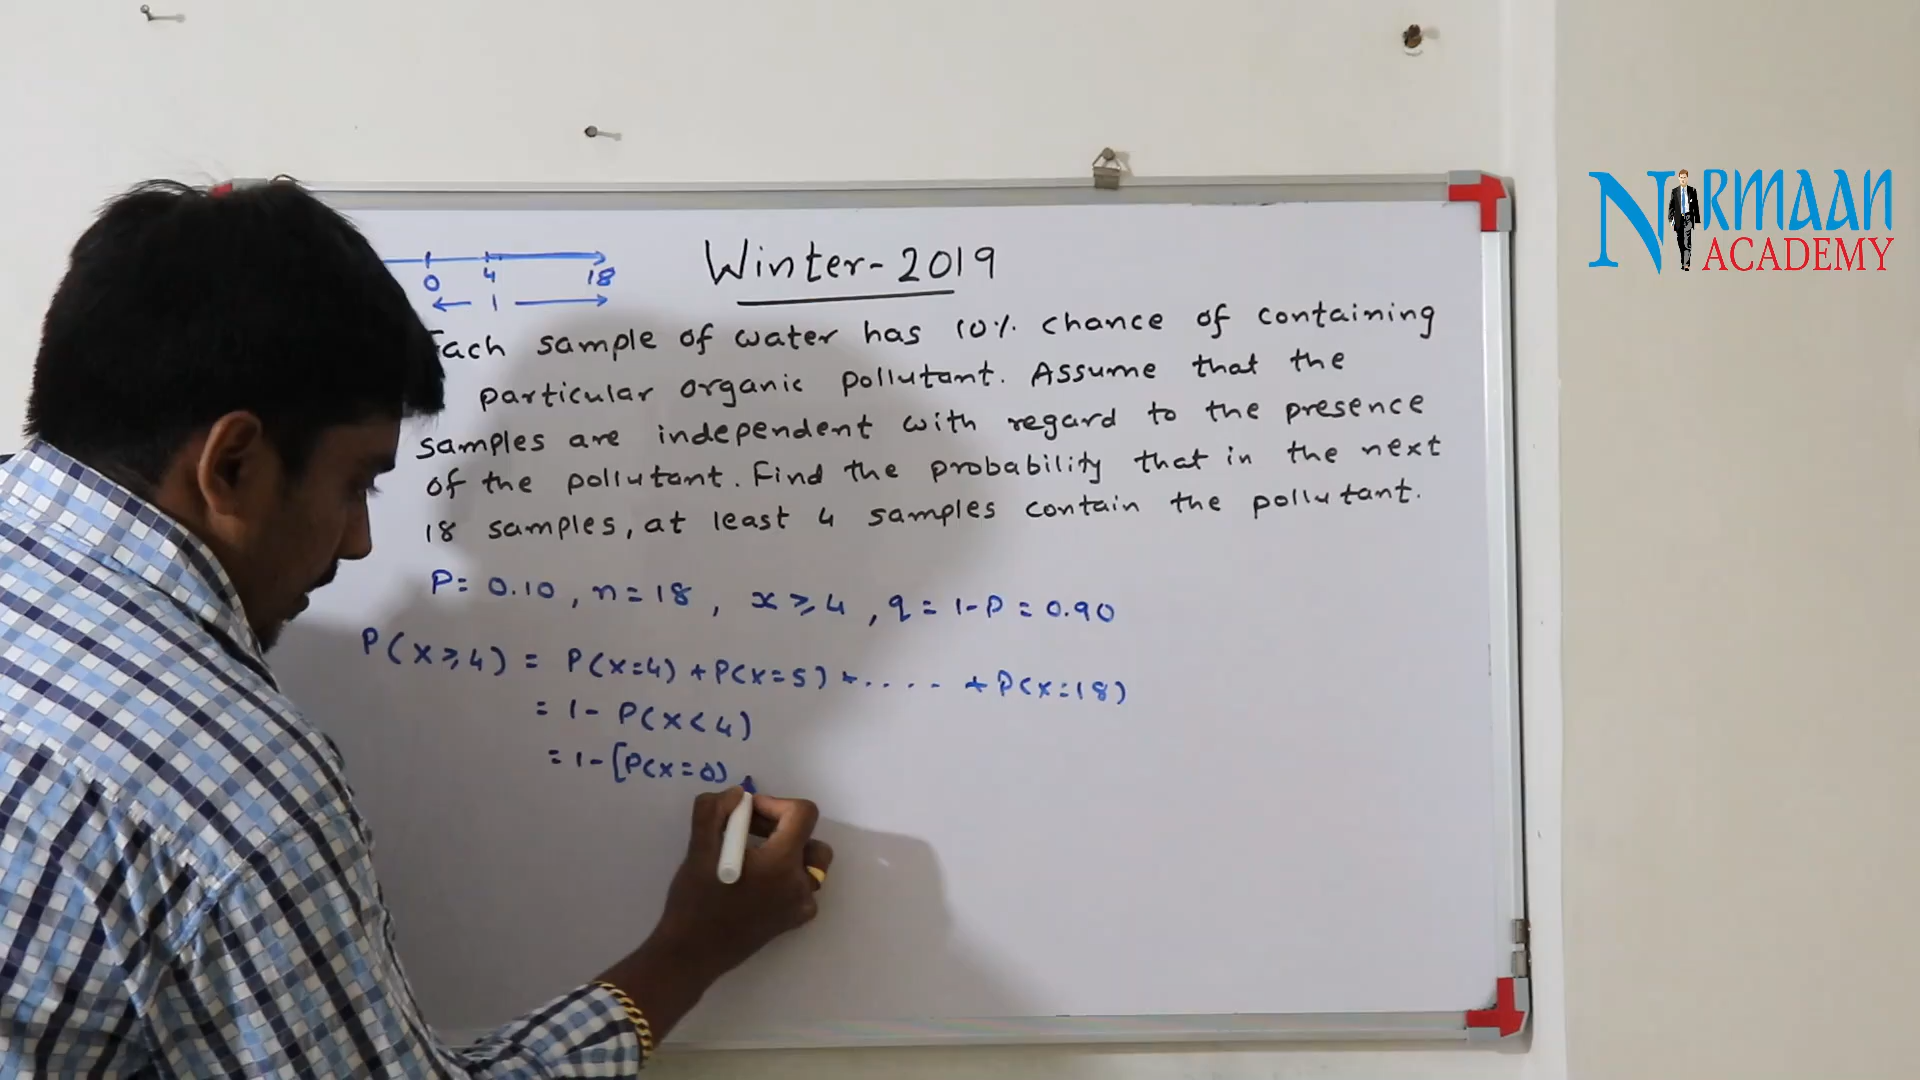 0 4 18
1
Winter-2019
Each sample of water has 10% chance of containing
particular organic pollutant. Assume that the
samples are independent with regard to the presence
of the pollutant. Find the probability that in the next
18 samples, at least 4 samples contain the pollutant.
P= 0.10, n=18, x≥4, q = 1-P = 0.90
P(X≥4) = P(X=4) + P(X=5) + .... + P(X=18)
= 1- P(X<4)
= 1-[P(X=0)
NIRMAAN
ACADEMY